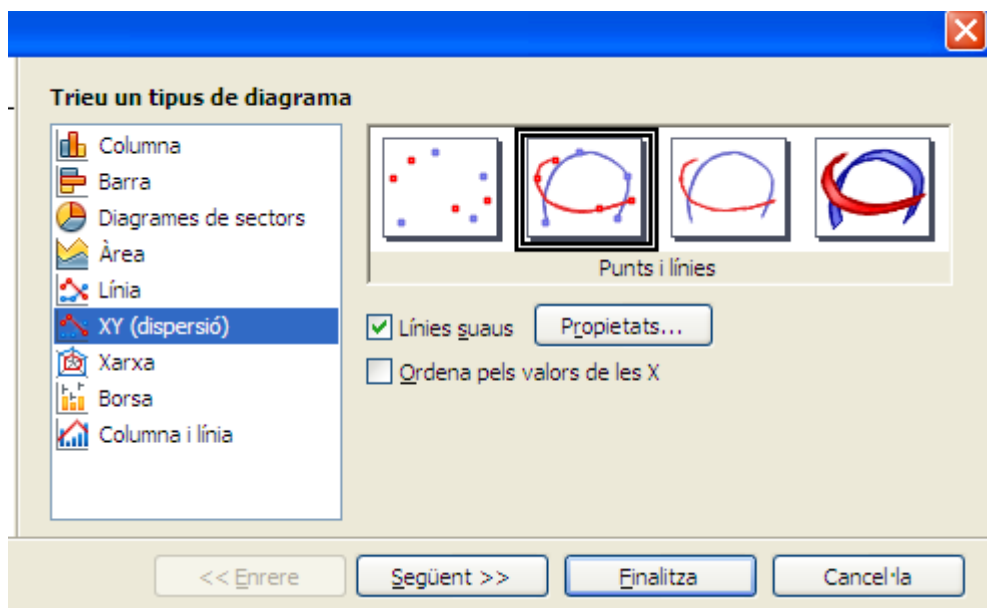 Trieu un tipus de diagrama
Columna
Barra
Diagrames de sectors
Àrea
Línia
XY (dispersió)
Xarxa
Borsa
Columna i línia
Punts i línies
Línies suaus
Propietats...
Ordena pels valors de les X
<< Enrere
Següent >>
Finalitza
Cancel·la